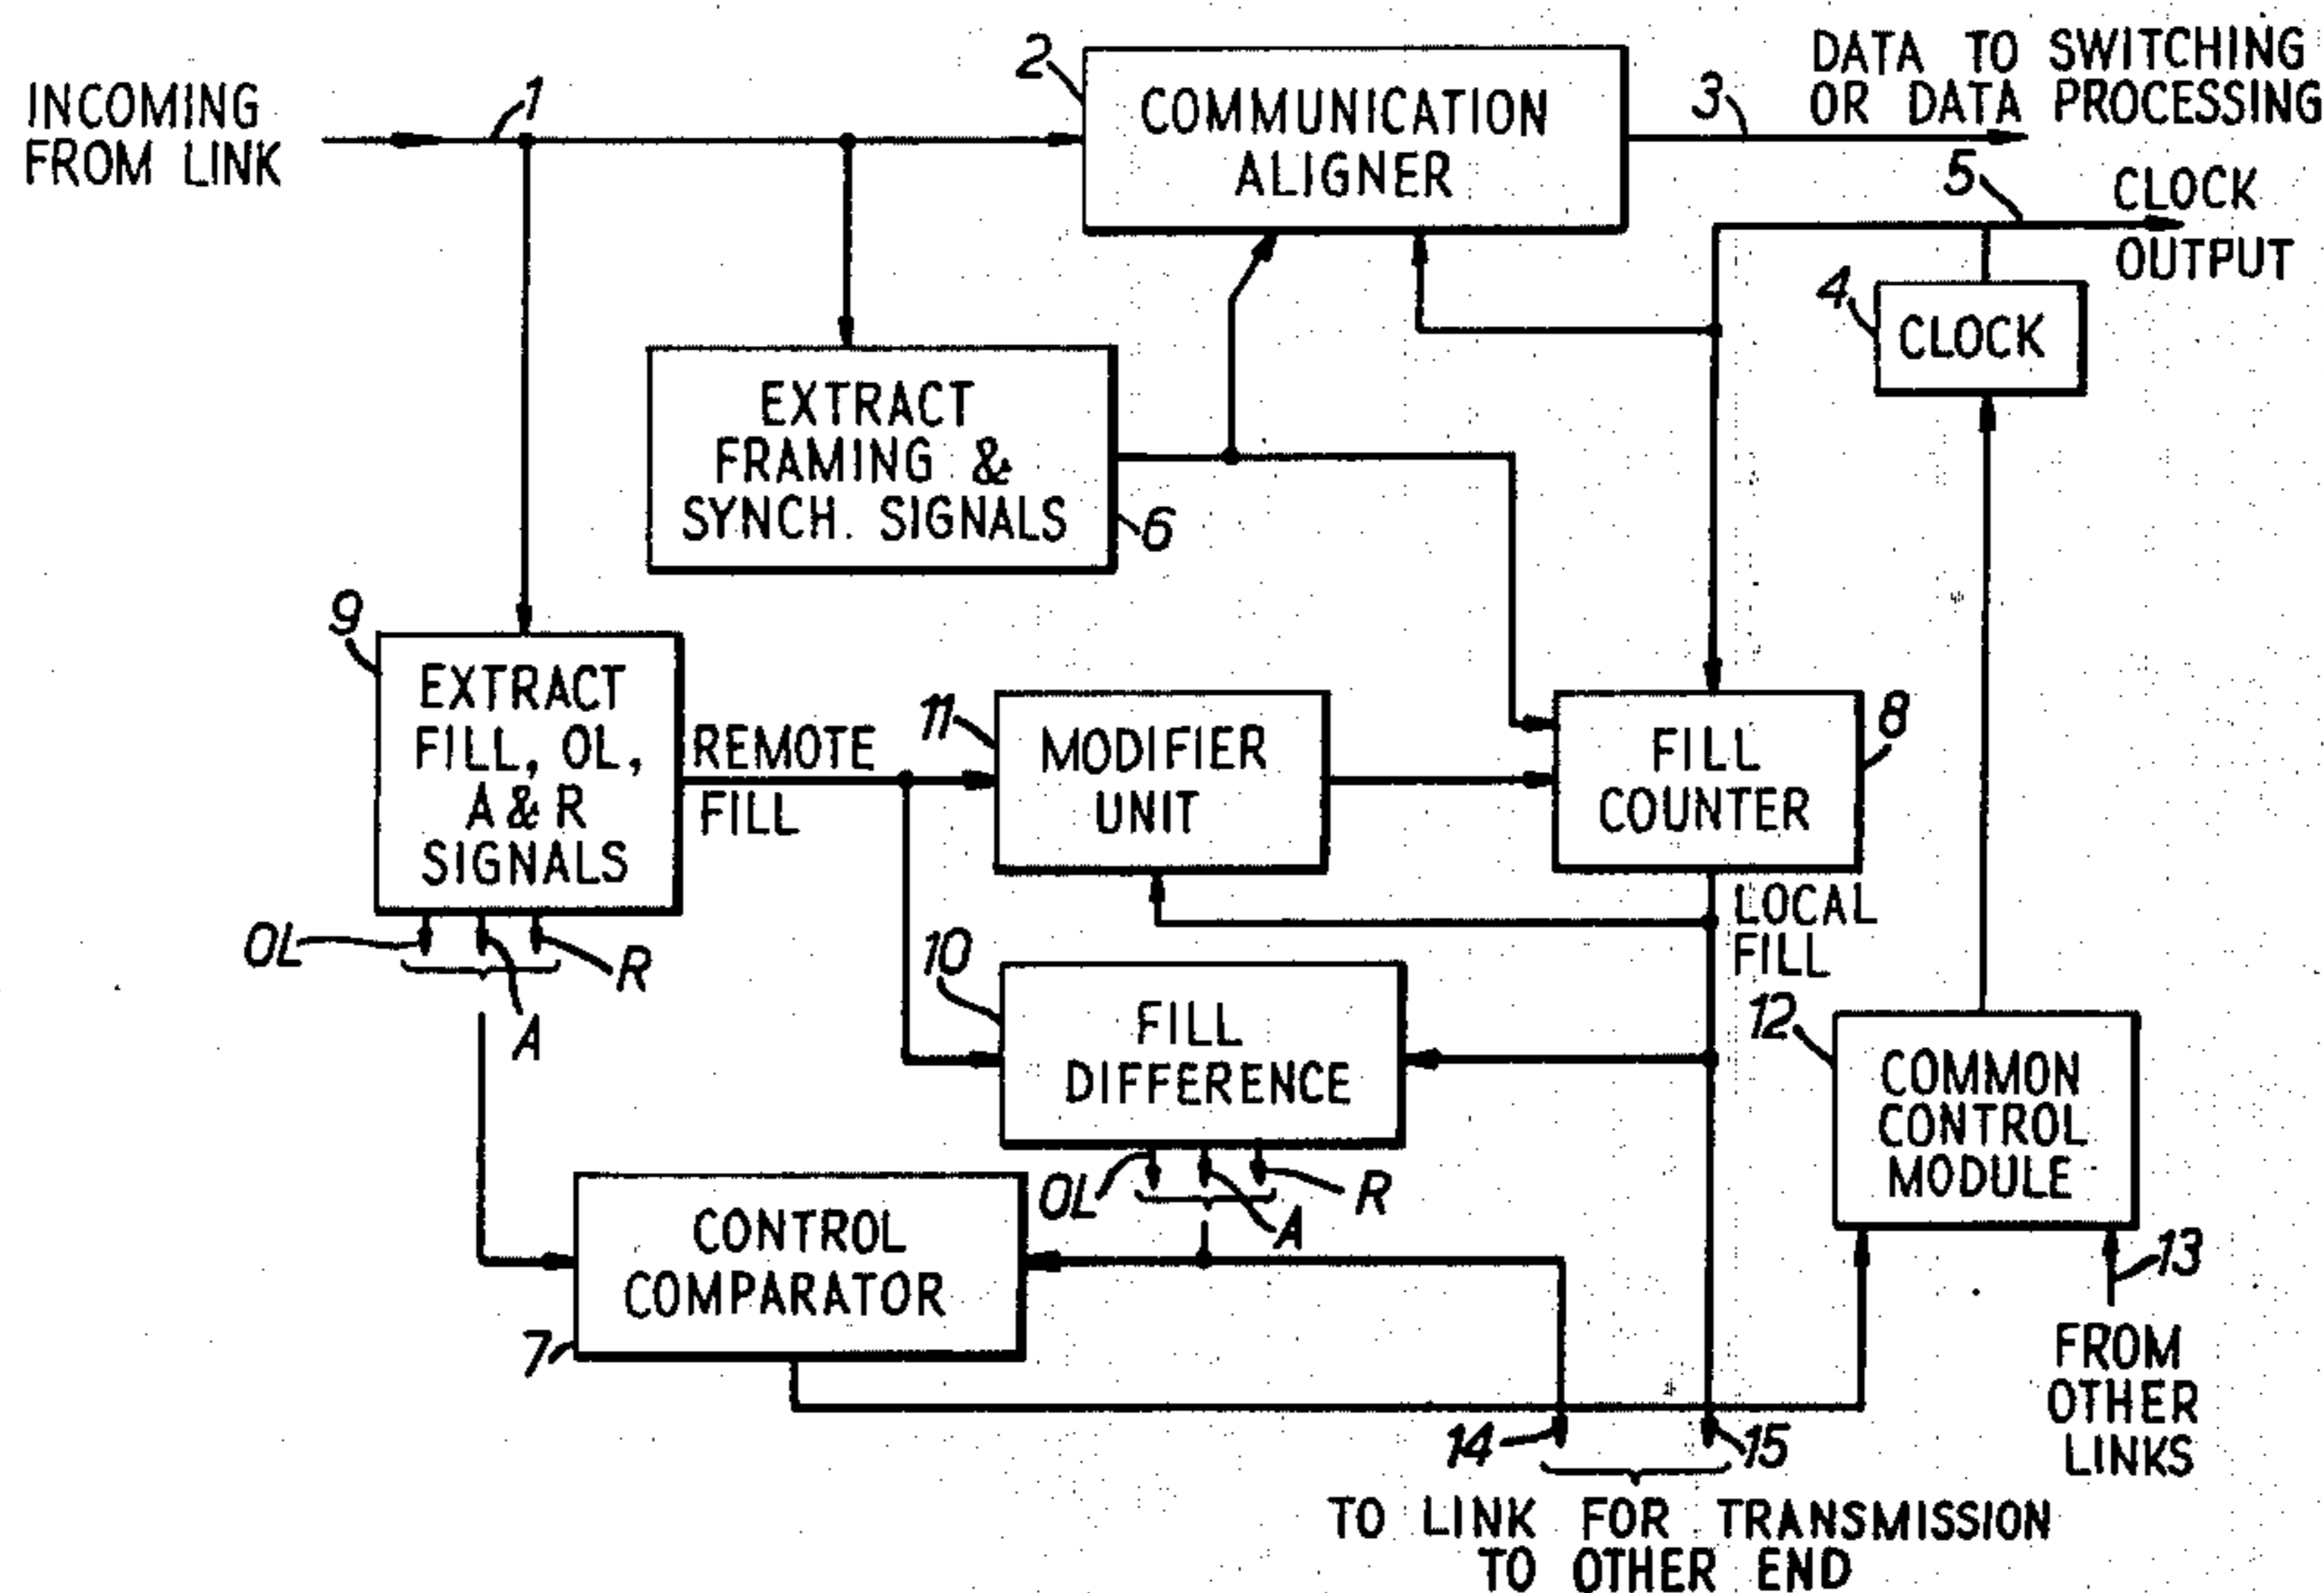 INCOMING
FROM LINK
1
2
COMMUNICATION
ALIGNER
3
DATA TO SWITCHING
OR DATA PROCESSING
5
CLOCK
OUTPUT
4
CLOCK
EXTRACT
FRAMING &
SYNCH. SIGNALS
6
9
EXTRACT
FILL, OL,
A & R
SIGNALS
REMOTE
FILL
11
MODIFIER
UNIT
FILL
COUNTER
8
LOCAL
FILL
OL
A
R
10
FILL
DIFFERENCE
OL
A
R
12
COMMON
CONTROL
MODULE
13
FROM
OTHER
LINKS
CONTROL
COMPARATOR
7
14
15
TO LINK FOR TRANSMISSION
TO OTHER END